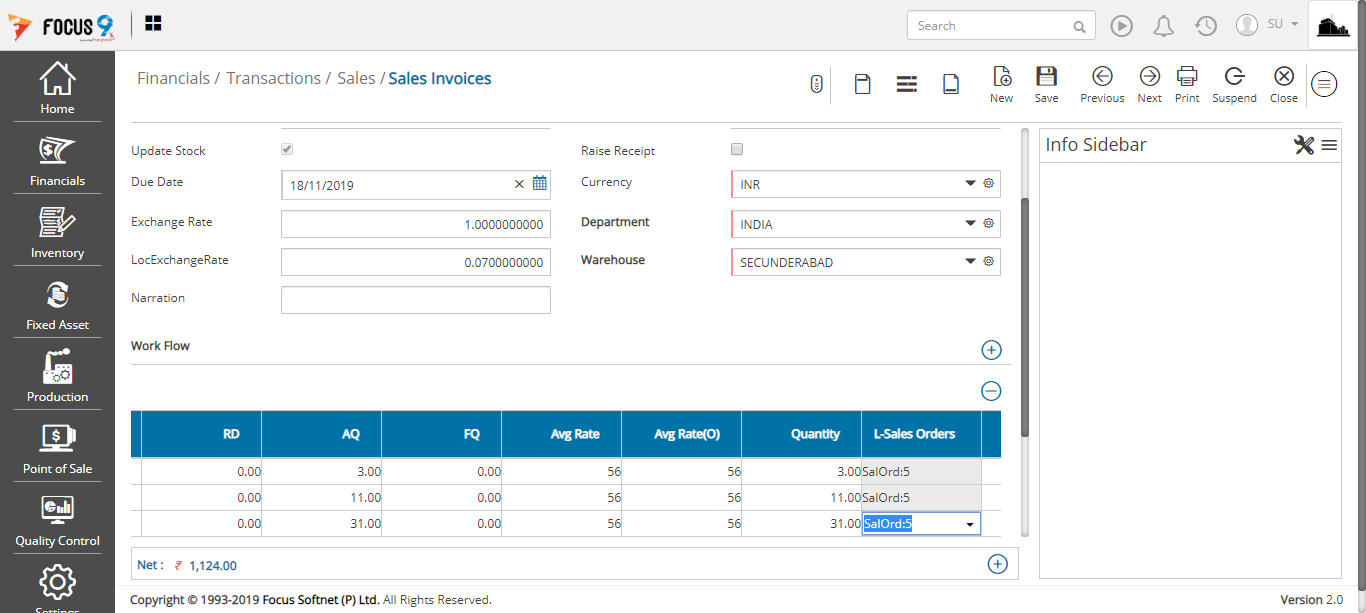 FOCUS 9
Search
SU
Home
Financials
Inventory
Fixed Asset
Production
Point of Sale
Quality Control
Settings
Financials / Transactions / Sales / Sales Invoices
New Save Previous Next Print Suspend Close
Update Stock Raise Receipt
Due Date 18/11/2019 Currency INR
Exchange Rate 1.0000000000 Department INDIA
LocExchangeRate 0.0700000000 Warehouse SECUNDERABAD
Narration
Work Flow
RD AQ FQ Avg Rate Avg Rate(O) Quantity L-Sales Orders
0.00 3.00 0.00 56 56 3.00 SalOrd:5
0.00 11.00 0.00 56 56 11.00 SalOrd:5
0.00 31.00 0.00 56 56 31.00 SalOrd:5
Net : ₹ 1,124.00
Info Sidebar
Copyright © 1993-2019 Focus Softnet (P) Ltd. All Rights Reserved. Version 2.0